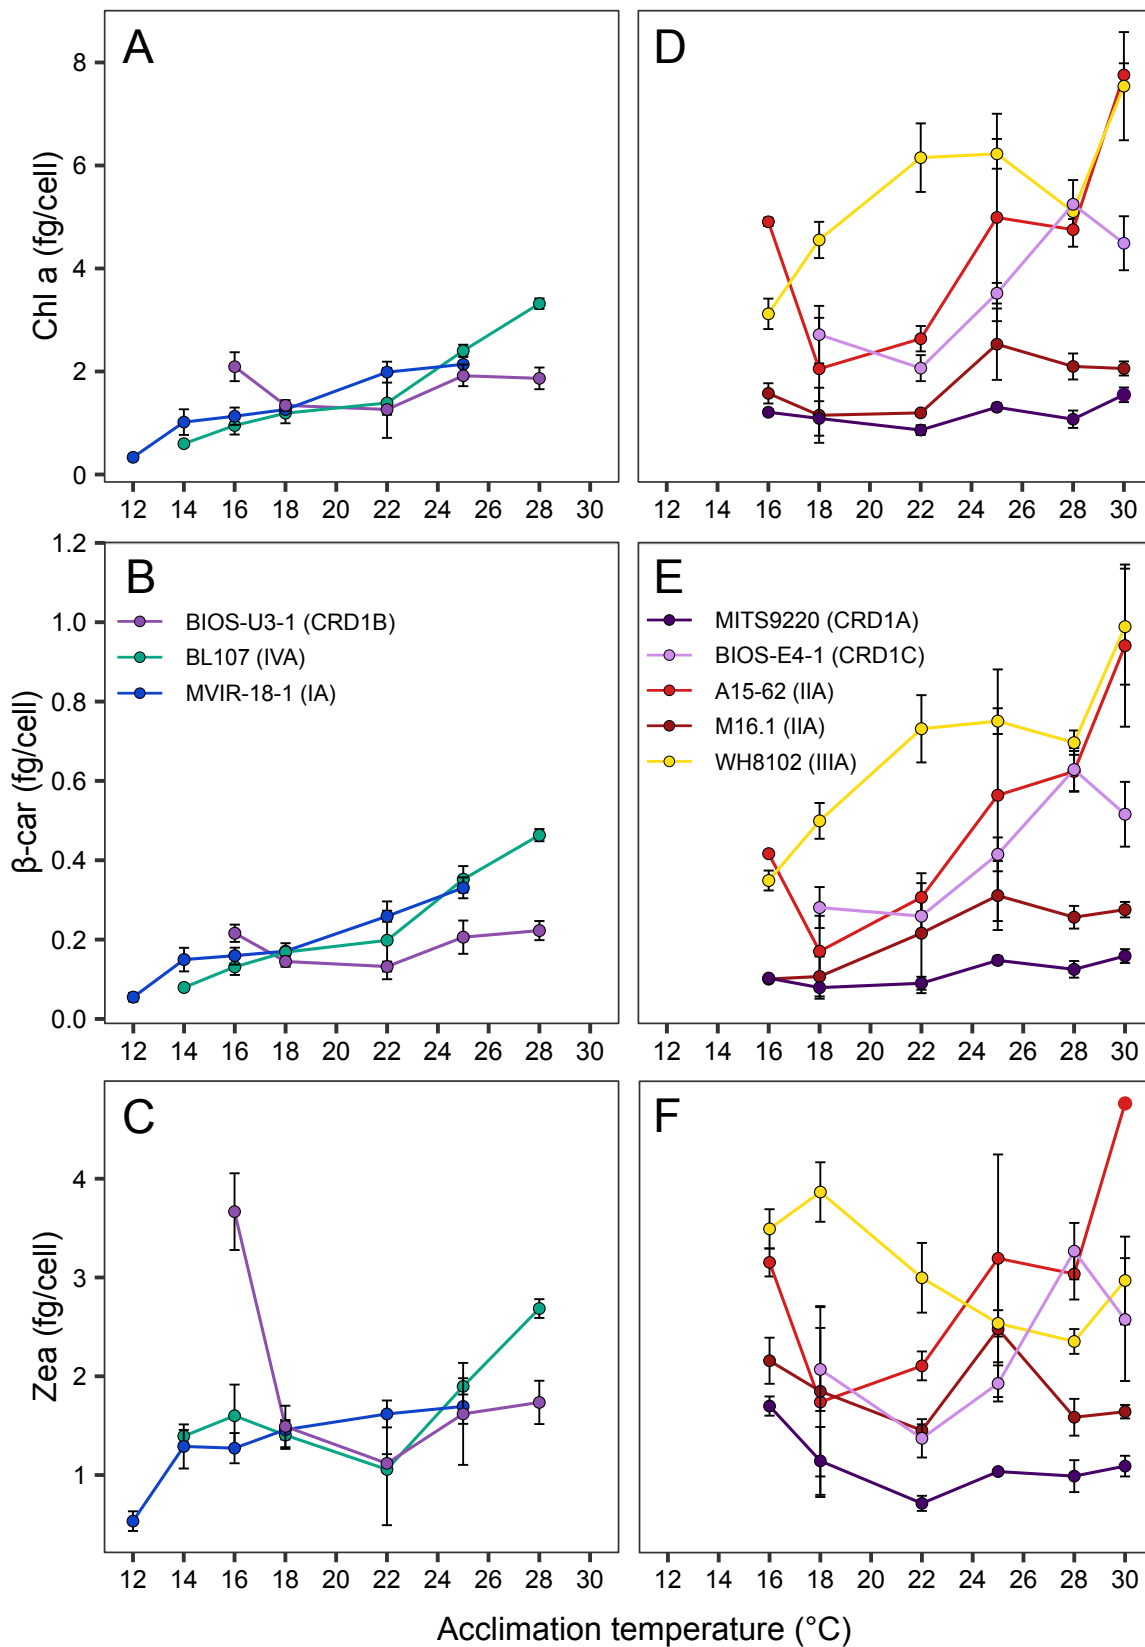 A
D
8
6
4
2
0
Chl a (fg/cell)
12 14 16 18 20 22 24 26 28 30
12 14 16 18 20 22 24 26 28 30
B
E
1.2
1.0
0.8
0.6
0.4
0.2
0.0
β-car (fg/cell)
BIOS-U3-1 (CRD1B)
BL107 (IVA)
MVIR-18-1 (IA)
MITS9220 (CRD1A)
BIOS-E4-1 (CRD1C)
A15-62 (IIA)
M16.1 (IIA)
WH8102 (IIIA)
12 14 16 18 20 22 24 26 28 30
12 14 16 18 20 22 24 26 28 30
C
F
4
3
2
1
Zea (fg/cell)
12 14 16 18 20 22 24 26 28 30
12 14 16 18 20 22 24 26 28 30
Acclimation temperature (°C)